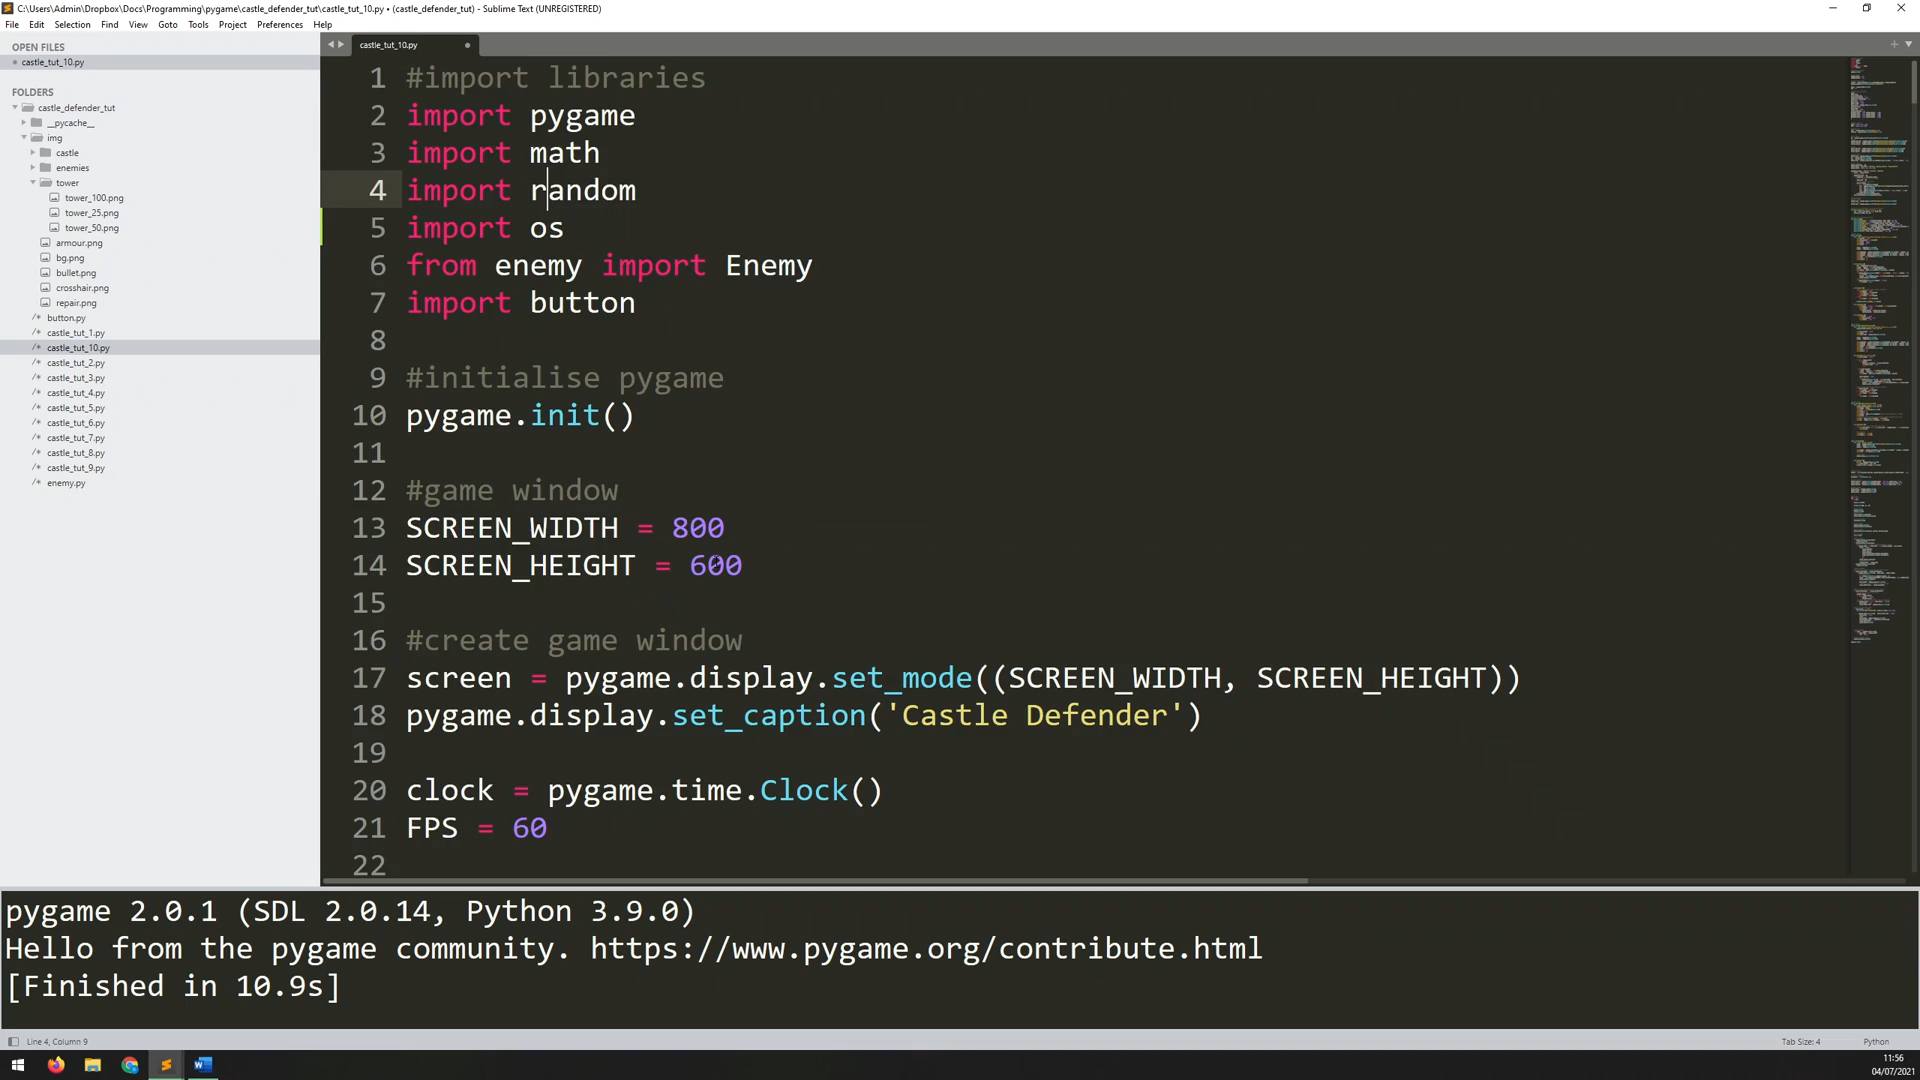 C:\Users\Admin\Dropbox\Docs\Programming\pygame\castle_defender_tut\castle_tut_10.py • (castle_defender_tut) - Sublime Text (UNREGISTERED)
File Edit Selection Find View Goto Tools Project Preferences Help
OPEN FILES
castle_tut_10.py
FOLDERS
castle_defender_tut
__pycache__
img
castle
enemies
tower
tower_100.png
tower_25.png
tower_50.png
armour.png
bg.png
bullet.png
crosshair.png
repair.png
button.py
castle_tut_1.py
castle_tut_10.py
castle_tut_2.py
castle_tut_3.py
castle_tut_4.py
castle_tut_5.py
castle_tut_6.py
castle_tut_7.py
castle_tut_8.py
castle_tut_9.py
enemy.py
castle_tut_10.py
1 #import libraries
2 import pygame
3 import math
4 import random
5 import os
6 from enemy import Enemy
7 import button
8
9 #initialise pygame
10 pygame.init()
11
12 #game window
13 SCREEN_WIDTH = 800
14 SCREEN_HEIGHT = 600
15
16 #create game window
17 screen = pygame.display.set_mode((SCREEN_WIDTH, SCREEN_HEIGHT))
18 pygame.display.set_caption('Castle Defender')
19
20 clock = pygame.time.Clock()
21 FPS = 60
22
pygame 2.0.1 (SDL 2.0.14, Python 3.9.0)
Hello from the pygame community. https://www.pygame.org/contribute.html
[Finished in 10.9s]
Line 4, Column 9
Tab Size: 4
Python
11:56
04/07/2021